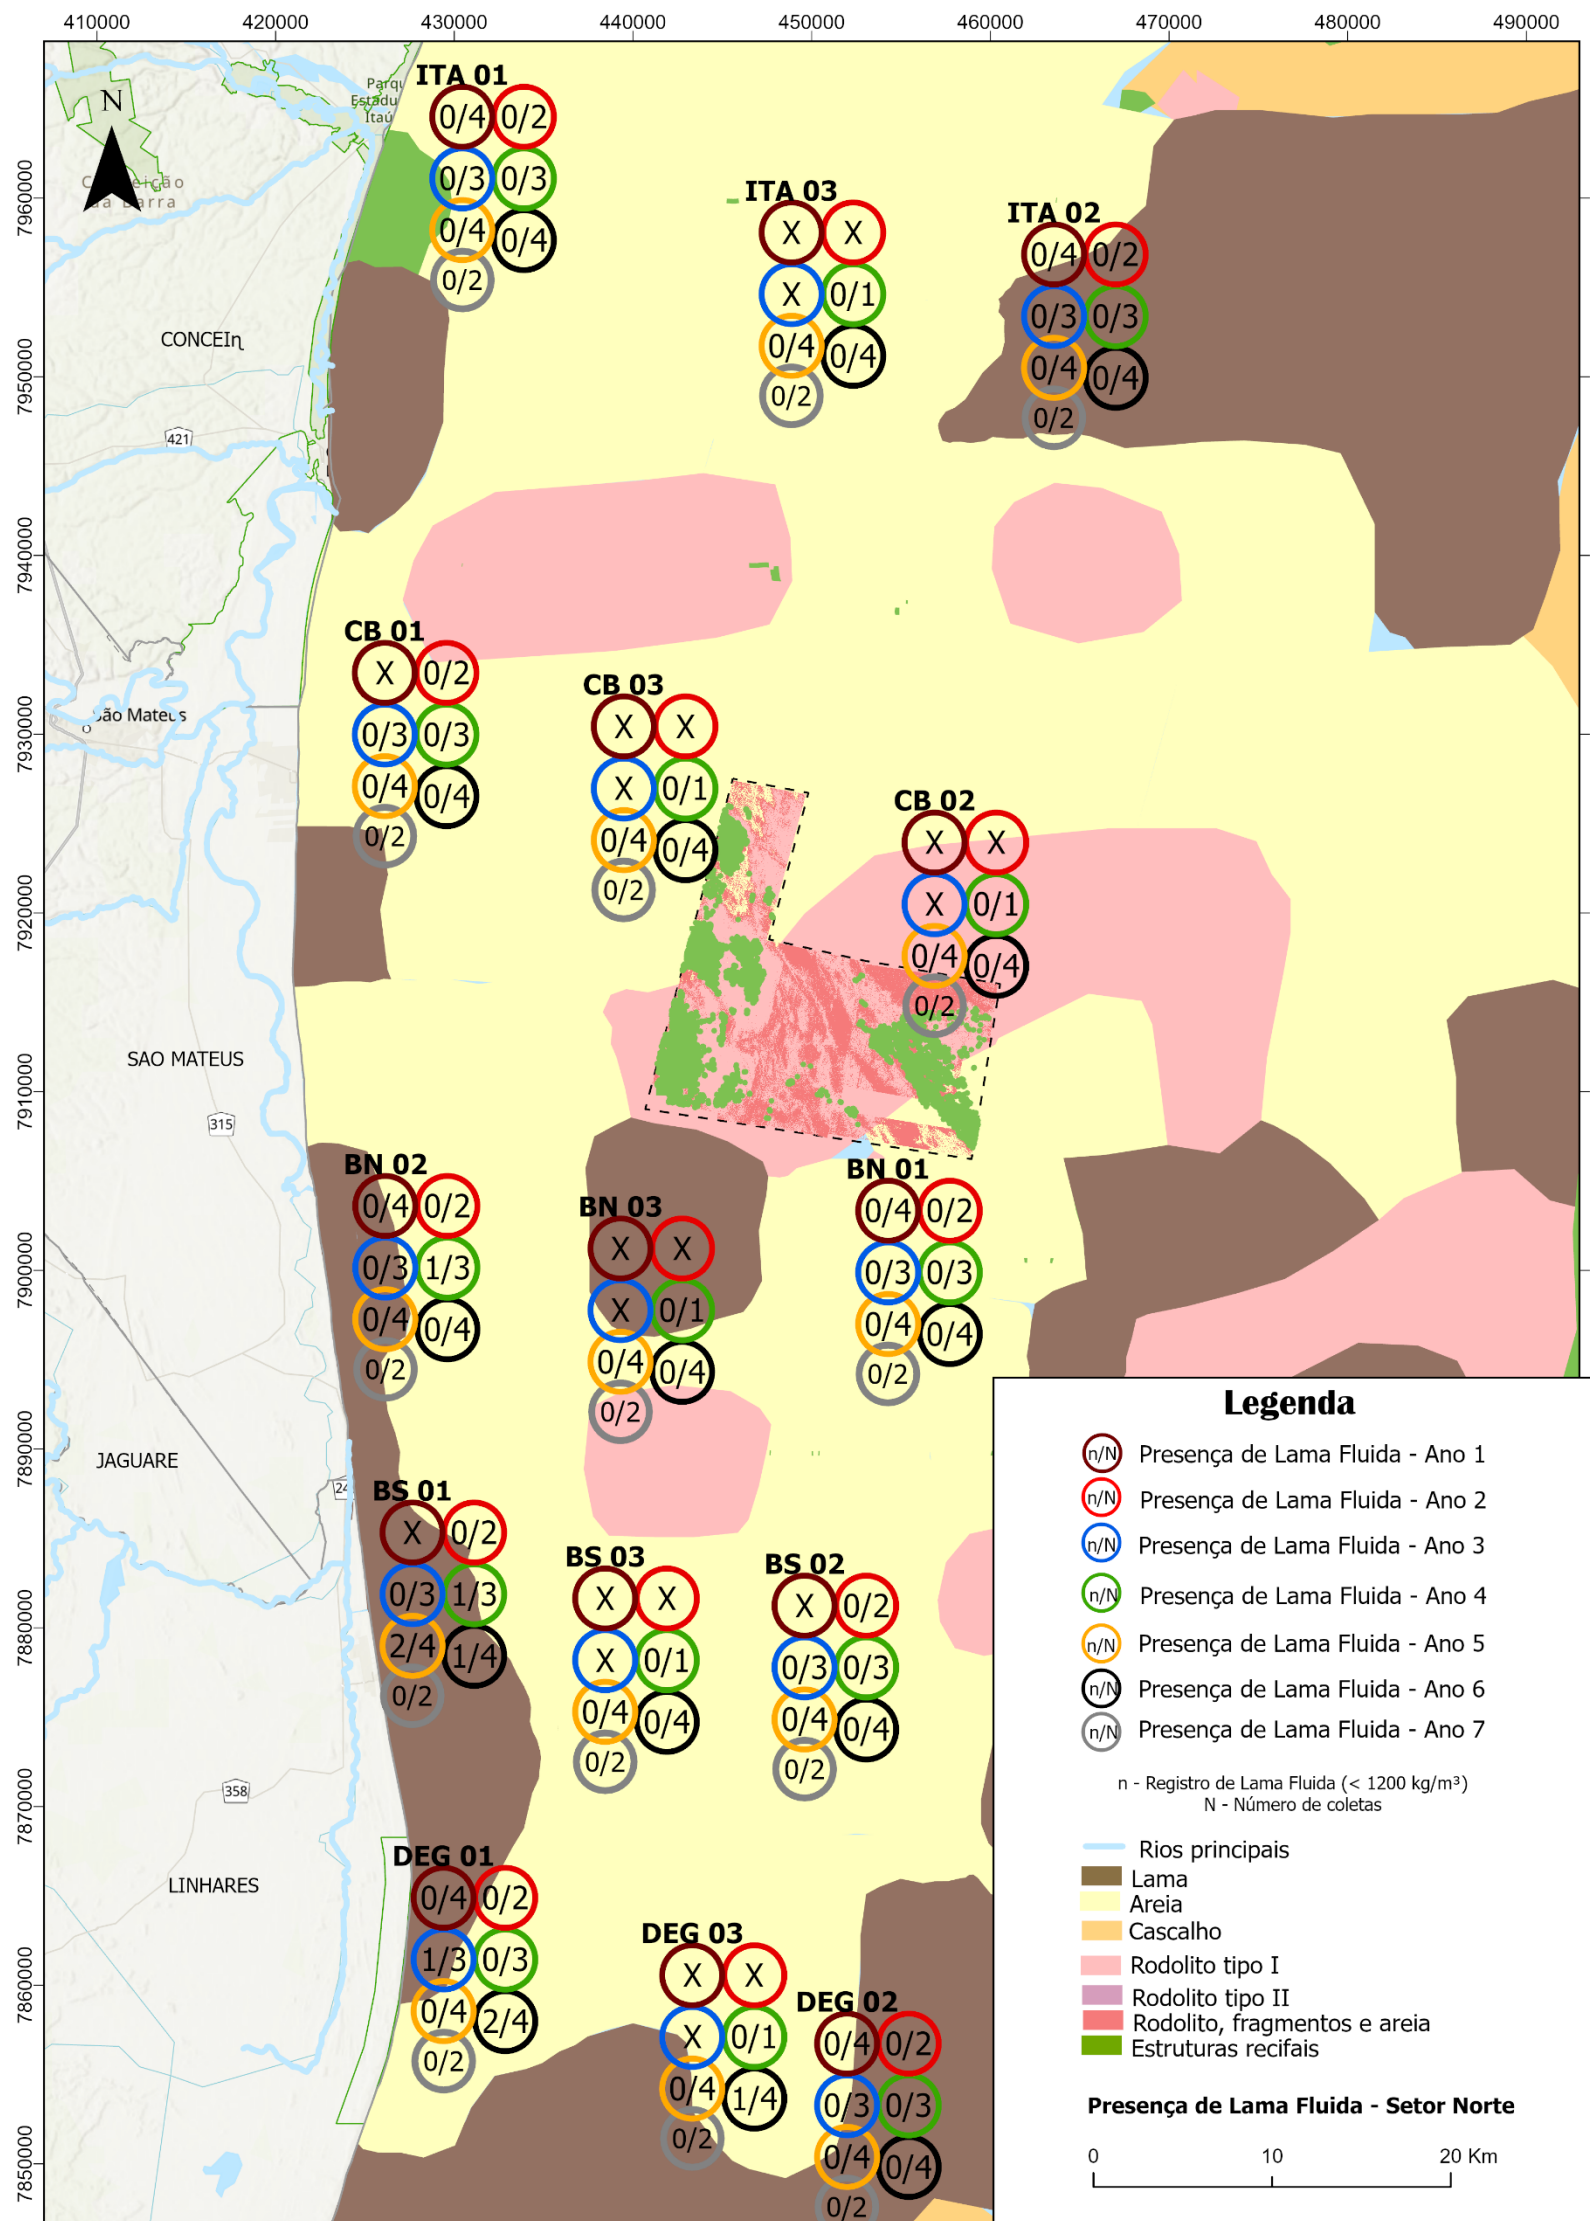 410000 420000 430000 440000 450000 460000 470000 480000 490000
7960000
7950000
7940000
7930000
7920000
7910000
7900000
7890000
7880000
7870000
7860000
7850000
N
Parqu
Estadu
Itaú
da Barra
CONCEIη
421
São Mateus
SAO MATEUS
315
JAGUARE
24
358
LINHARES
ITA 01
0/4 0/2
0/3 0/3
0/4 0/4
0/2
ITA 03
X X
X 0/1
0/4 0/4
0/2
ITA 02
0/4 0/2
0/3 0/3
0/4 0/4
0/2
CB 01
X 0/2
0/3 0/3
0/4 0/4
0/2
CB 03
X X
X 0/1
0/4 0/4
0/2
CB 02
X X
X 0/1
0/4 0/4
0/2
BN 02
0/4 0/2
0/3 1/3
0/4 0/4
0/2
BN 03
X X
X 0/1
0/4 0/4
0/2
BN 01
0/4 0/2
0/3 0/3
0/4 0/4
0/2
BS 01
X 0/2
0/3 1/3
2/4 1/4
0/2
BS 03
X X
X 0/1
0/4 0/4
0/2
BS 02
X 0/2
0/3 0/3
0/4 0/4
0/2
DEG 01
0/4 0/2
1/3 0/3
0/4 2/4
0/2
DEG 03
X X
X 0/1
0/4 1/4
0/2
DEG 02
0/4 0/2
0/3 0/3
0/4 0/4
0/2
Legenda
n/N Presença de Lama Fluida - Ano 1
n/N Presença de Lama Fluida - Ano 2
n/N Presença de Lama Fluida - Ano 3
n/N Presença de Lama Fluida - Ano 4
n/N Presença de Lama Fluida - Ano 5
n/N Presença de Lama Fluida - Ano 6
n/N Presença de Lama Fluida - Ano 7
n - Registro de Lama Fluida (< 1200 kg/m³)
N - Número de coletas
Rios principais
Lama
Areia
Cascalho
Rodolito tipo I
Rodolito tipo II
Rodolito, fragmentos e areia
Estruturas recifais
Presença de Lama Fluida - Setor Norte
0 10 20 Km